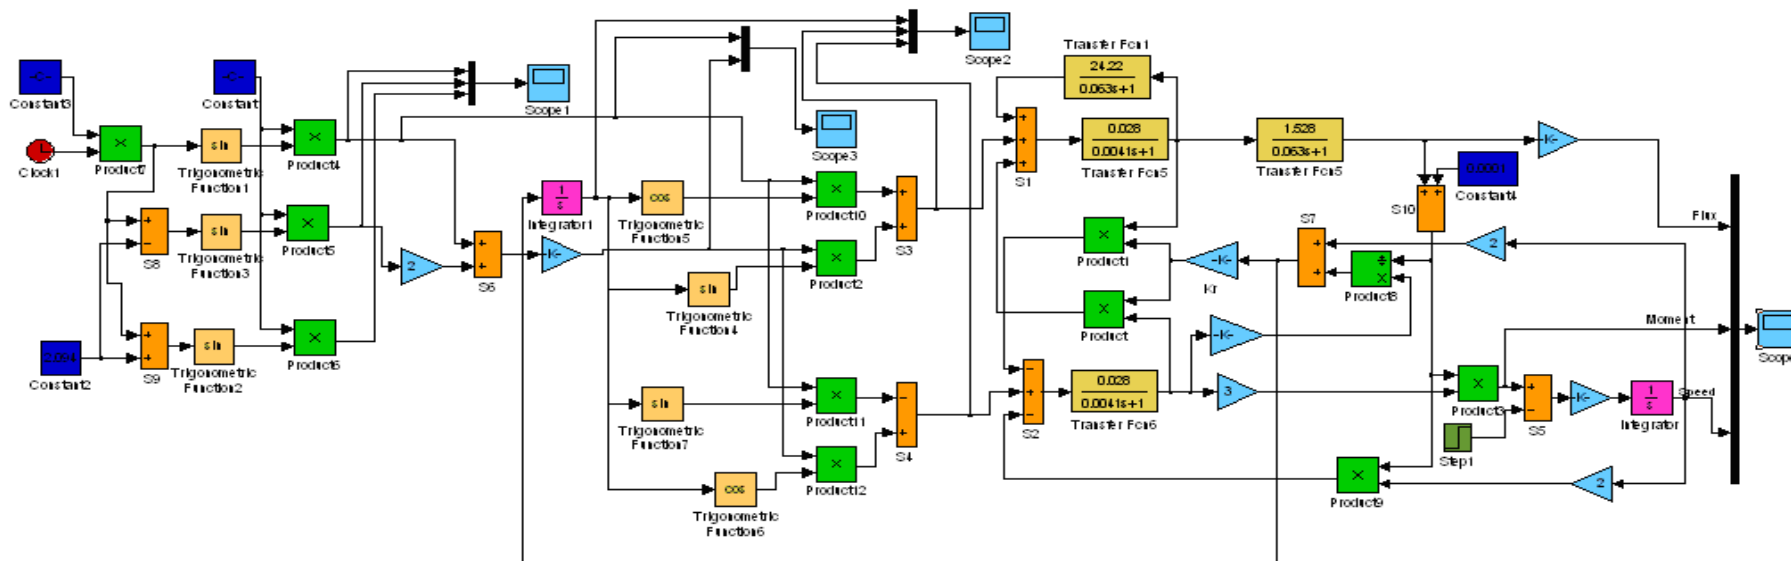 -C-
Constant3
Clock1
×
Product7
-C-
Constant
sin
Trigonometric
Function1
×
Product4
Scope1
+
-
S8
sin
Trigonometric
Function3
×
Product5
2
+
+
S6
-K-
2.094
Constant2
+
+
S9
sin
Trigonometric
Function2
×
Product6
1
s
Integrator1
cos
Trigonometric
Function5
sin
Trigonometric
Function4
sin
Trigonometric
Function7
cos
Trigonometric
Function6
Scope3
Scope2
×
Product10
×
Product2
+
+
S3
×
Product11
×
Product12
-
+
S4
Transfer Fcn1
24.22
0.063s+1
+
+
+
S1
0.028
0.0041s+1
Transfer Fcn5
1.528
0.063s+1
Transfer Fcn5
-K-
0.0001
Constant4
+ +
S10
×
Product1
×
Product
-K-
Kr
S7
+
+
2
÷
×
Product8
-K-
-
+
-
S2
0.028
0.0041s+1
Transfer Fcn6
3
×
Product3
Step1
+
-
S5
-K-
1
s
Integrator
×
Product9
2
Flux
Moment
Speed
Scope